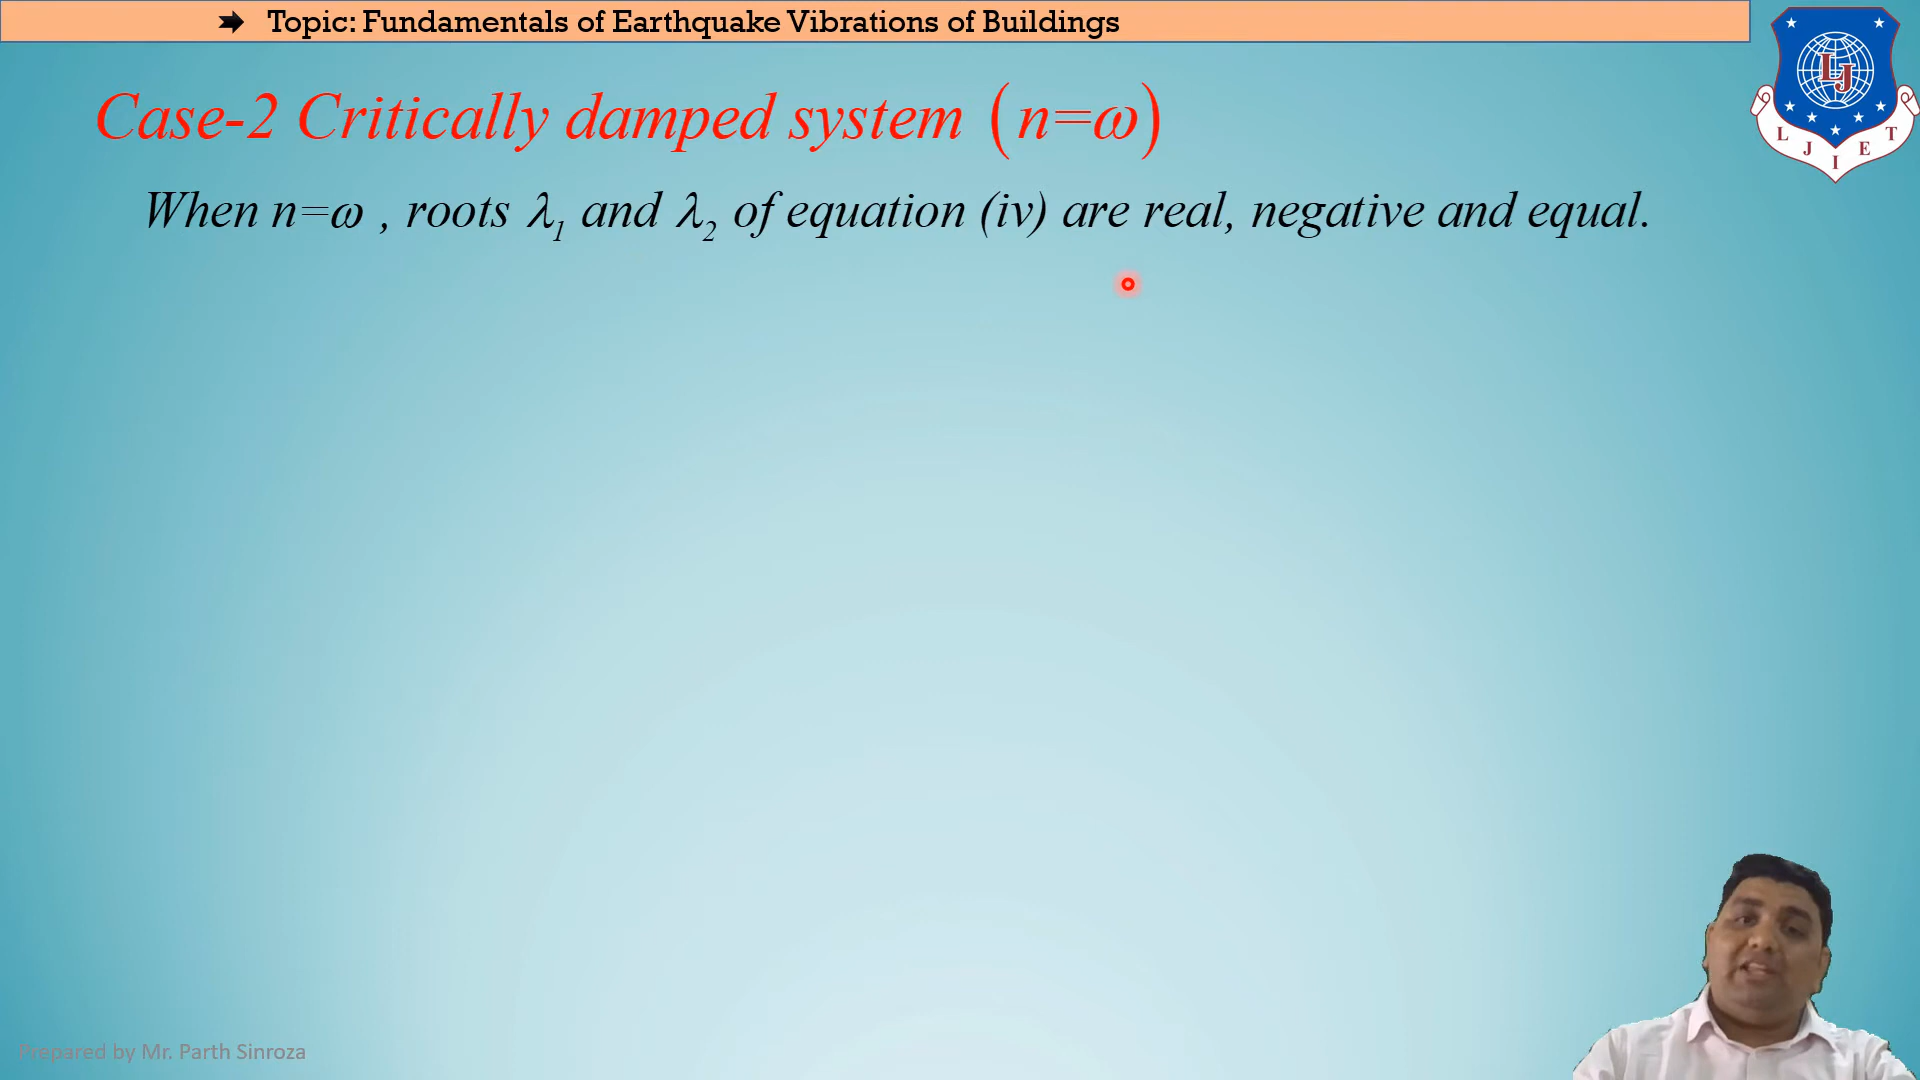 Topic: Fundamentals of Earthquake Vibrations of Buildings
Case-2 Critically damped system (n=ω)
When n=ω , roots λ₁ and λ₂ of equation (iv) are real, negative and equal.
LJ
L J I E T
Prepared by Mr. Parth Sinroza